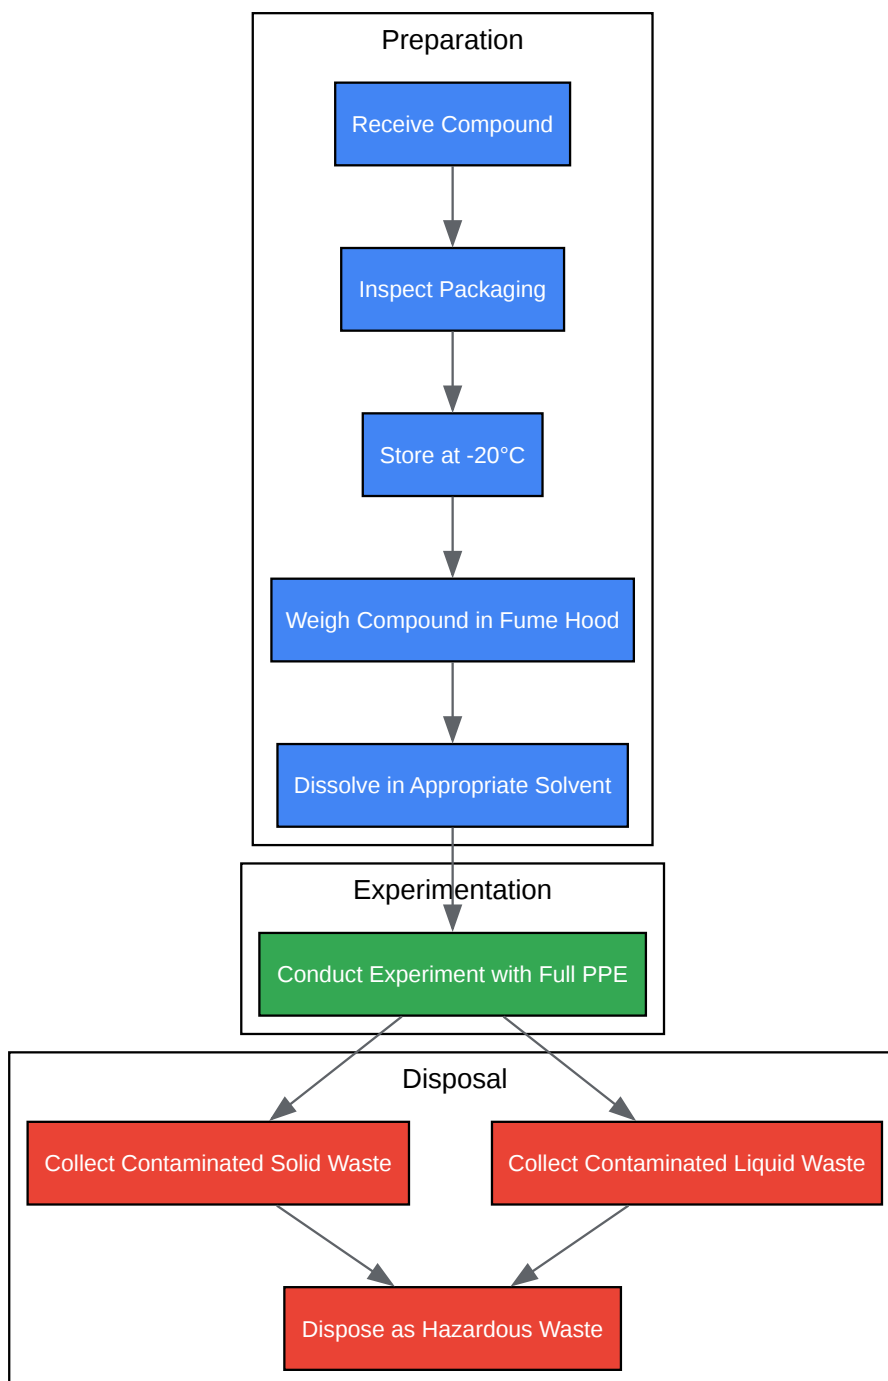 Preparation
Receive Compound
Inspect Packaging
Store at -20°C
Weigh Compound in Fume Hood
Dissolve in Appropriate Solvent
Experimentation
Conduct Experiment with Full PPE
Disposal
Collect Contaminated Solid Waste
Collect Contaminated Liquid Waste
Dispose as Hazardous Waste